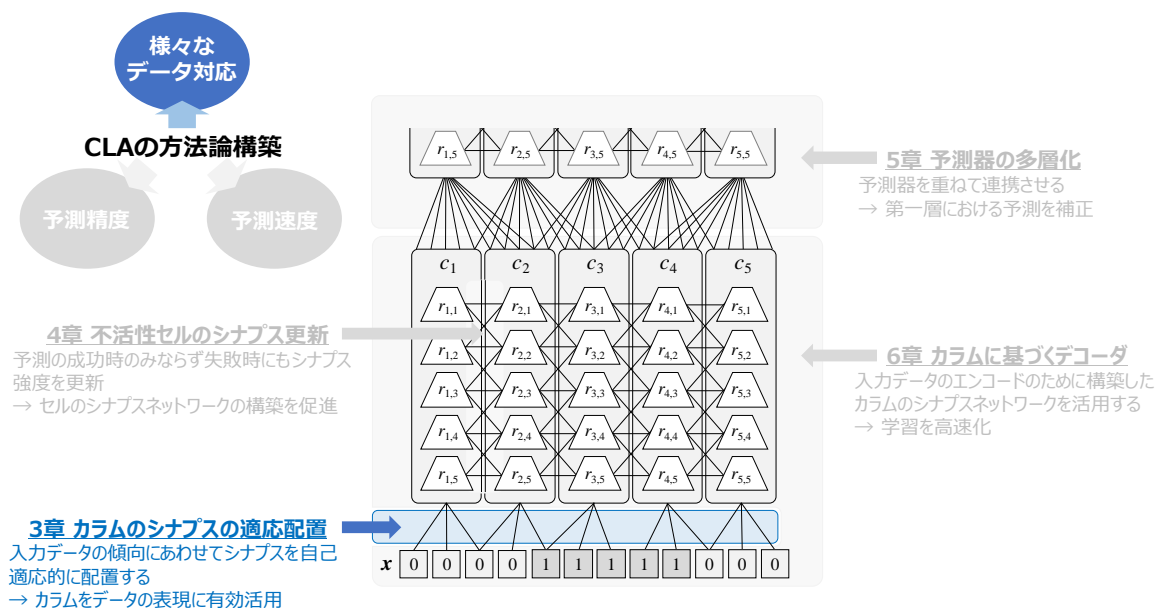 様々な
データ対応
CLAの方法論構築
予測精度
予測速度
r1,5 r2,5 r3,5 r4,5 r5,5
5章 予測器の多層化
予測器を重ねて連携させる
→ 第一層における予測を補正
c1 c2 c3 c4 c5
r1,1 r2,1 r3,1 r4,1 r5,1
4章 不活性セルのシナプス更新
予測の成功時のみならず失敗時にもシナプス
強度を更新
→ セルのシナプスネットワークの構築を促進
r1,2 r2,2 r3,2 r4,2 r5,2
r1,3 r2,3 r3,3 r4,3 r5,3
r1,4 r2,4 r3,4 r4,4 r5,4
r1,5 r2,5 r3,5 r4,5 r5,5
6章 カラムに基づくデコーダ
入力データのエンコードのために構築した
カラムのシナプスネットワークを活用する
→ 学習を高速化
3章 カラムのシナプスの適応配置
入力データの傾向にあわせてシナプスを自己
適応的に配置する
→ カラムをデータの表現に有効活用
x 0 0 0 0 1 1 1 1 1 0 0 0